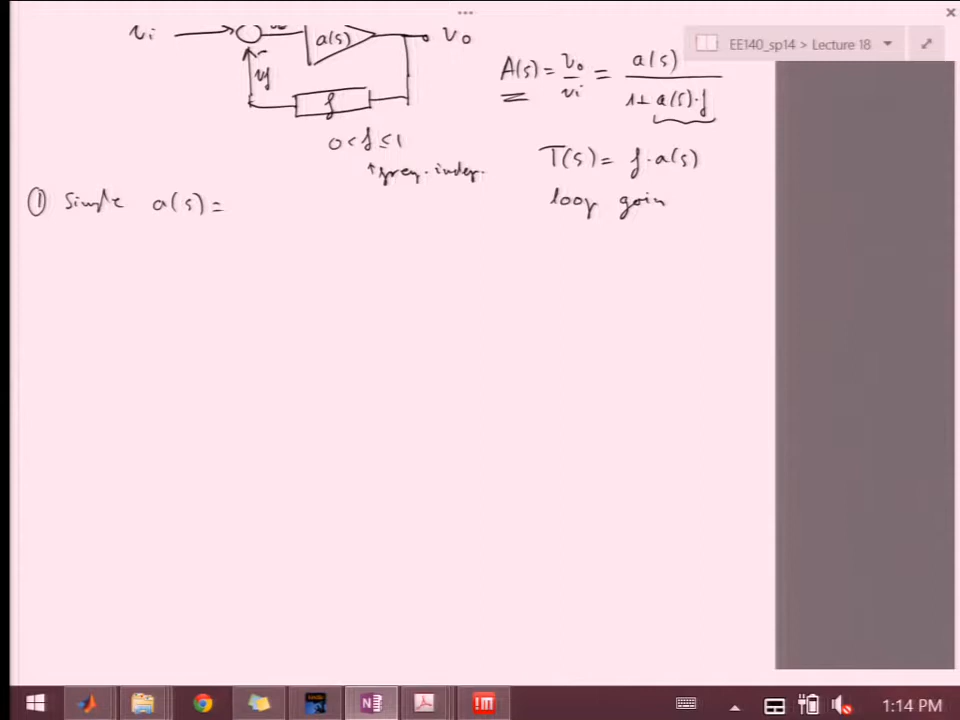 EE140_sp14 > Lecture 18
vi
a(s)
Vo
vf
f
0 < f ≤ 1
↑ freq. indep.
A(s) = vo/vi = a(s)/(1+ a(s)·f)
T(s) = f·a(s)
loop gain
① Simple a(s) =
1:14 PM